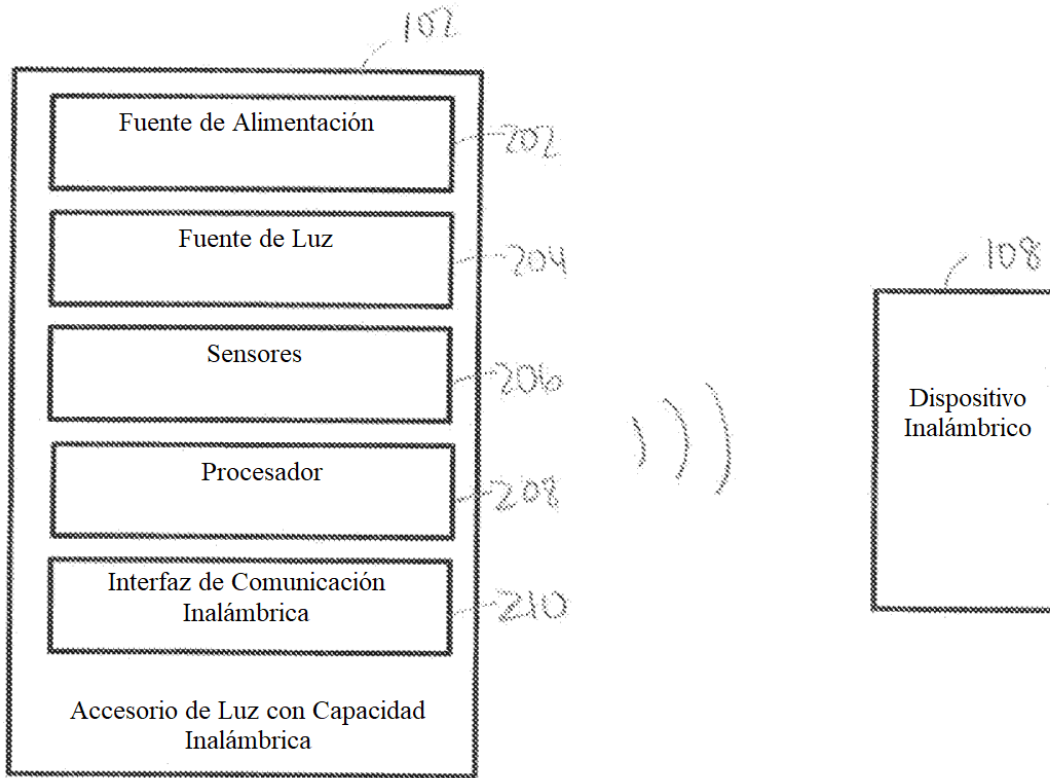 102
Fuente de Alimentación
202
Fuente de Luz
204
Sensores
206
Procesador
208
Interfaz de Comunicación
Inalámbrica
210
Accesorio de Luz con Capacidad
Inalámbrica
108
Dispositivo
Inalámbrico